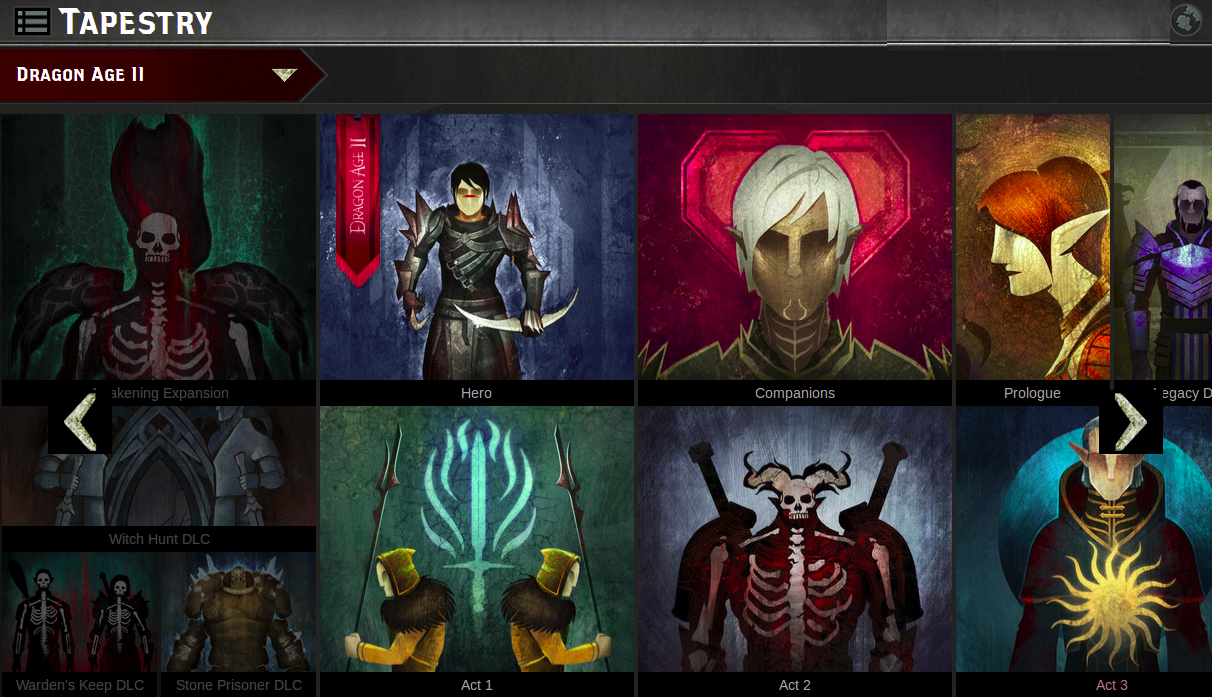 TAPESTRY
DRAGON AGE II
DRAGON AGE II
akening Expansion
Hero
Companions
Prologue
egacy D
Witch Hunt DLC
Warden's Keep DLC
Stone Prisoner DLC
Act 1
Act 2
Act 3